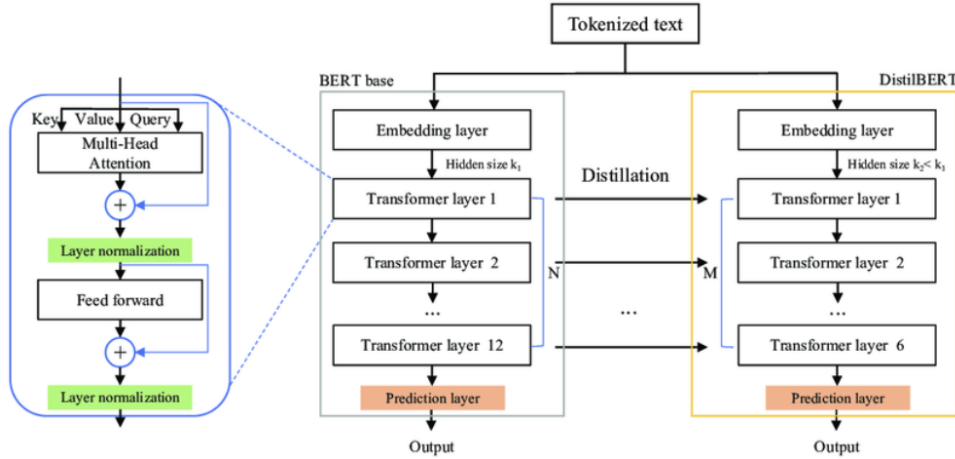 Tokenized text
BERT base
DistilBERT
Key
Value
Query
Multi-Head
Attention
+
Layer normalization
Feed forward
+
Layer normalization
Embedding layer
Hidden size k₁
Transformer layer 1
Transformer layer 2
...
Transformer layer 12
N
Prediction layer
Output
Distillation
...
Embedding layer
Hidden size k₂< k₁
Transformer layer 1
Transformer layer 2
...
Transformer layer 6
M
Prediction layer
Output